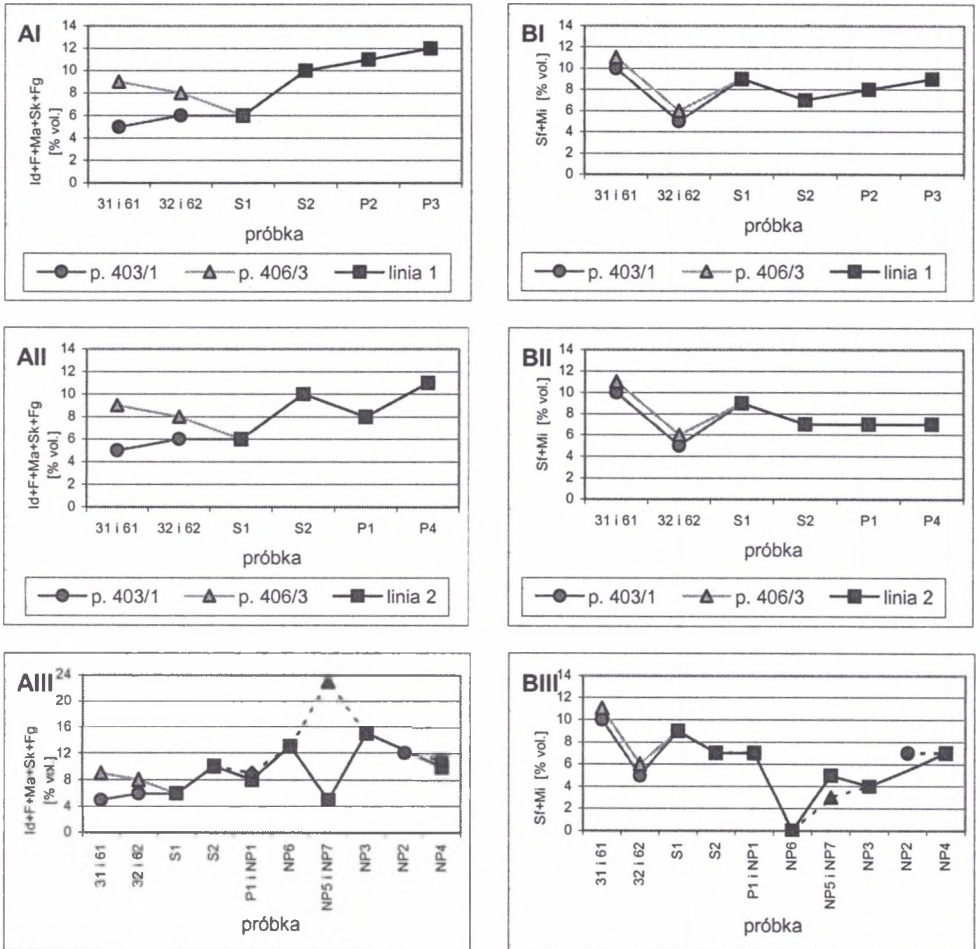 AI
Id+F+Ma+Sk+Fg
[% vol.]
14
12
10
8
6
4
2
0
31 i 61 32 i 62 S1 S2 P2 P3
próbka
p. 403/1 p. 406/3 linia 1
BI
Sf+Mi [% vol.]
14
12
10
8
6
4
2
0
31 i 61 32 i 62 S1 S2 P2 P3
próbka
p. 403/1 p. 406/3 linia 1
AII
Id+F+Ma+Sk+Fg
[% vol.]
14
12
10
8
6
4
2
0
31 i 61 32 i 62 S1 S2 P1 P4
próbka
p. 403/1 p. 406/3 linia 2
BII
Sf+Mi [% vol.]
14
12
10
8
6
4
2
0
31 i 61 32 i 62 S1 S2 P1 P4
próbka
p. 403/1 p. 406/3 linia 2
AIII
Id+F+Ma+Sk+Fg
[% vol.]
24
20
16
12
8
4
0
31 i 61 32 i 62 S1 S2 P1 i NP1 NP6 NP5 i NP7 NP3 NP2 NP4
próbka
BIII
Sf+Mi [% vol.]
14
12
10
8
6
4
2
0
31 i 61 32 i 62 S1 S2 P1 i NP1 NP6 NP5 i NP7 NP3 NP2 NP4
próbka